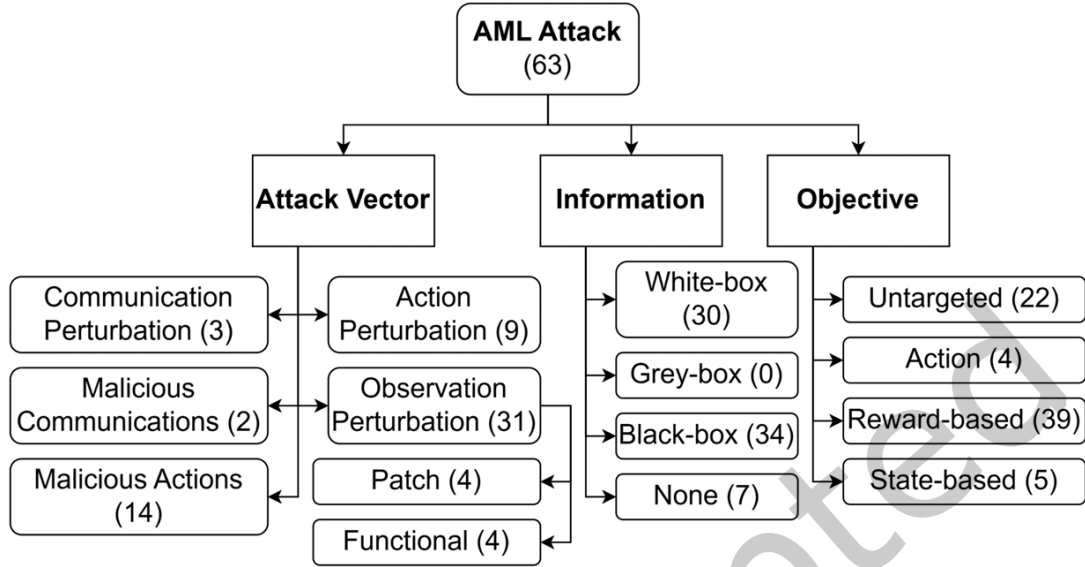 AML Attack
(63)
Attack Vector
Information
Objective
Communication
Perturbation (3)
Action
Perturbation (9)
Malicious
Communications (2)
Observation
Perturbation (31)
Malicious Actions
(14)
Patch (4)
Functional (4)
White-box
(30)
Grey-box (0)
Black-box (34)
None (7)
Untargeted (22)
Action (4)
Reward-based (39)
State-based (5)